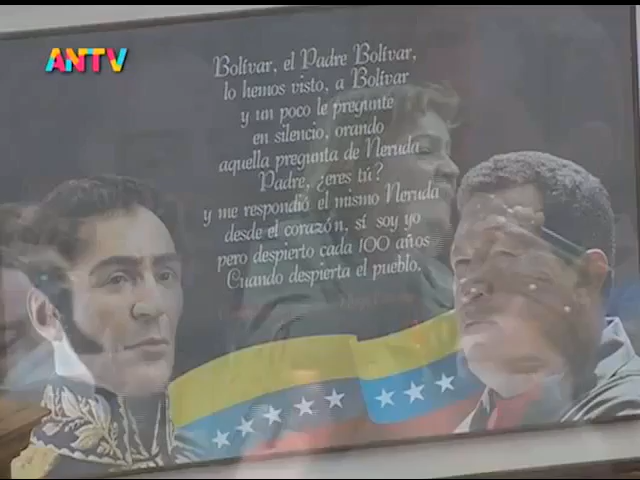 ANTV
Bolívar, el Padre Bolívar,
lo hemos visto, a Bolívar
y un poco le pregunte
en silencio, orando
aquella pregunta de Neruda
Padre, ¿eres tú?
y me respondió el mismo Neruda
desde el corazón, sí soy yo
pero despierto cada 100 años
Cuando despierta el pueblo.